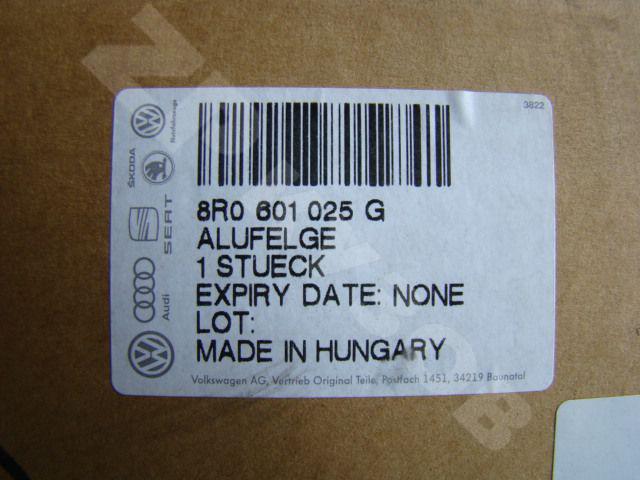 3822
8R0 601 025 G
ALUFELGE
1 STUECK
EXPIRY DATE: NONE
LOT:
MADE IN HUNGARY
Volkswagen AG, Vertrieb Original Teile, Postfach 1451, 34219 Baunatal
Nutzfahrzeuge
ŠKODA
SEAT
Audi